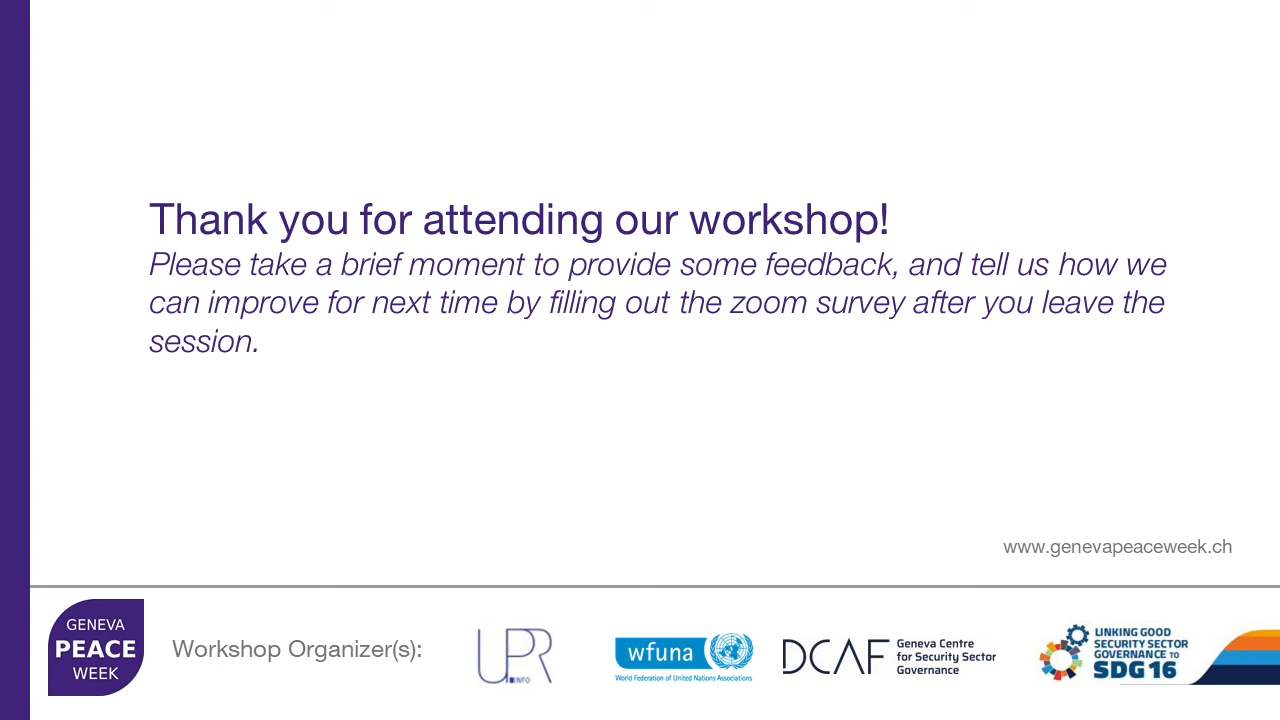 Thank you for attending our workshop!
Please take a brief moment to provide some feedback, and tell us how we
can improve for next time by filling out the zoom survey after you leave the
session.
www.genevapeaceweek.ch
GENEVA
PEACE
WEEK
Workshop Organizer(s):
UPR
INFO
wfuna
World Federation of United Nations Associations
DCAF
Geneva Centre
for Security Sector
Governance
LINKING GOOD
SECURITY SECTOR
GOVERNANCE TO
SDG 16